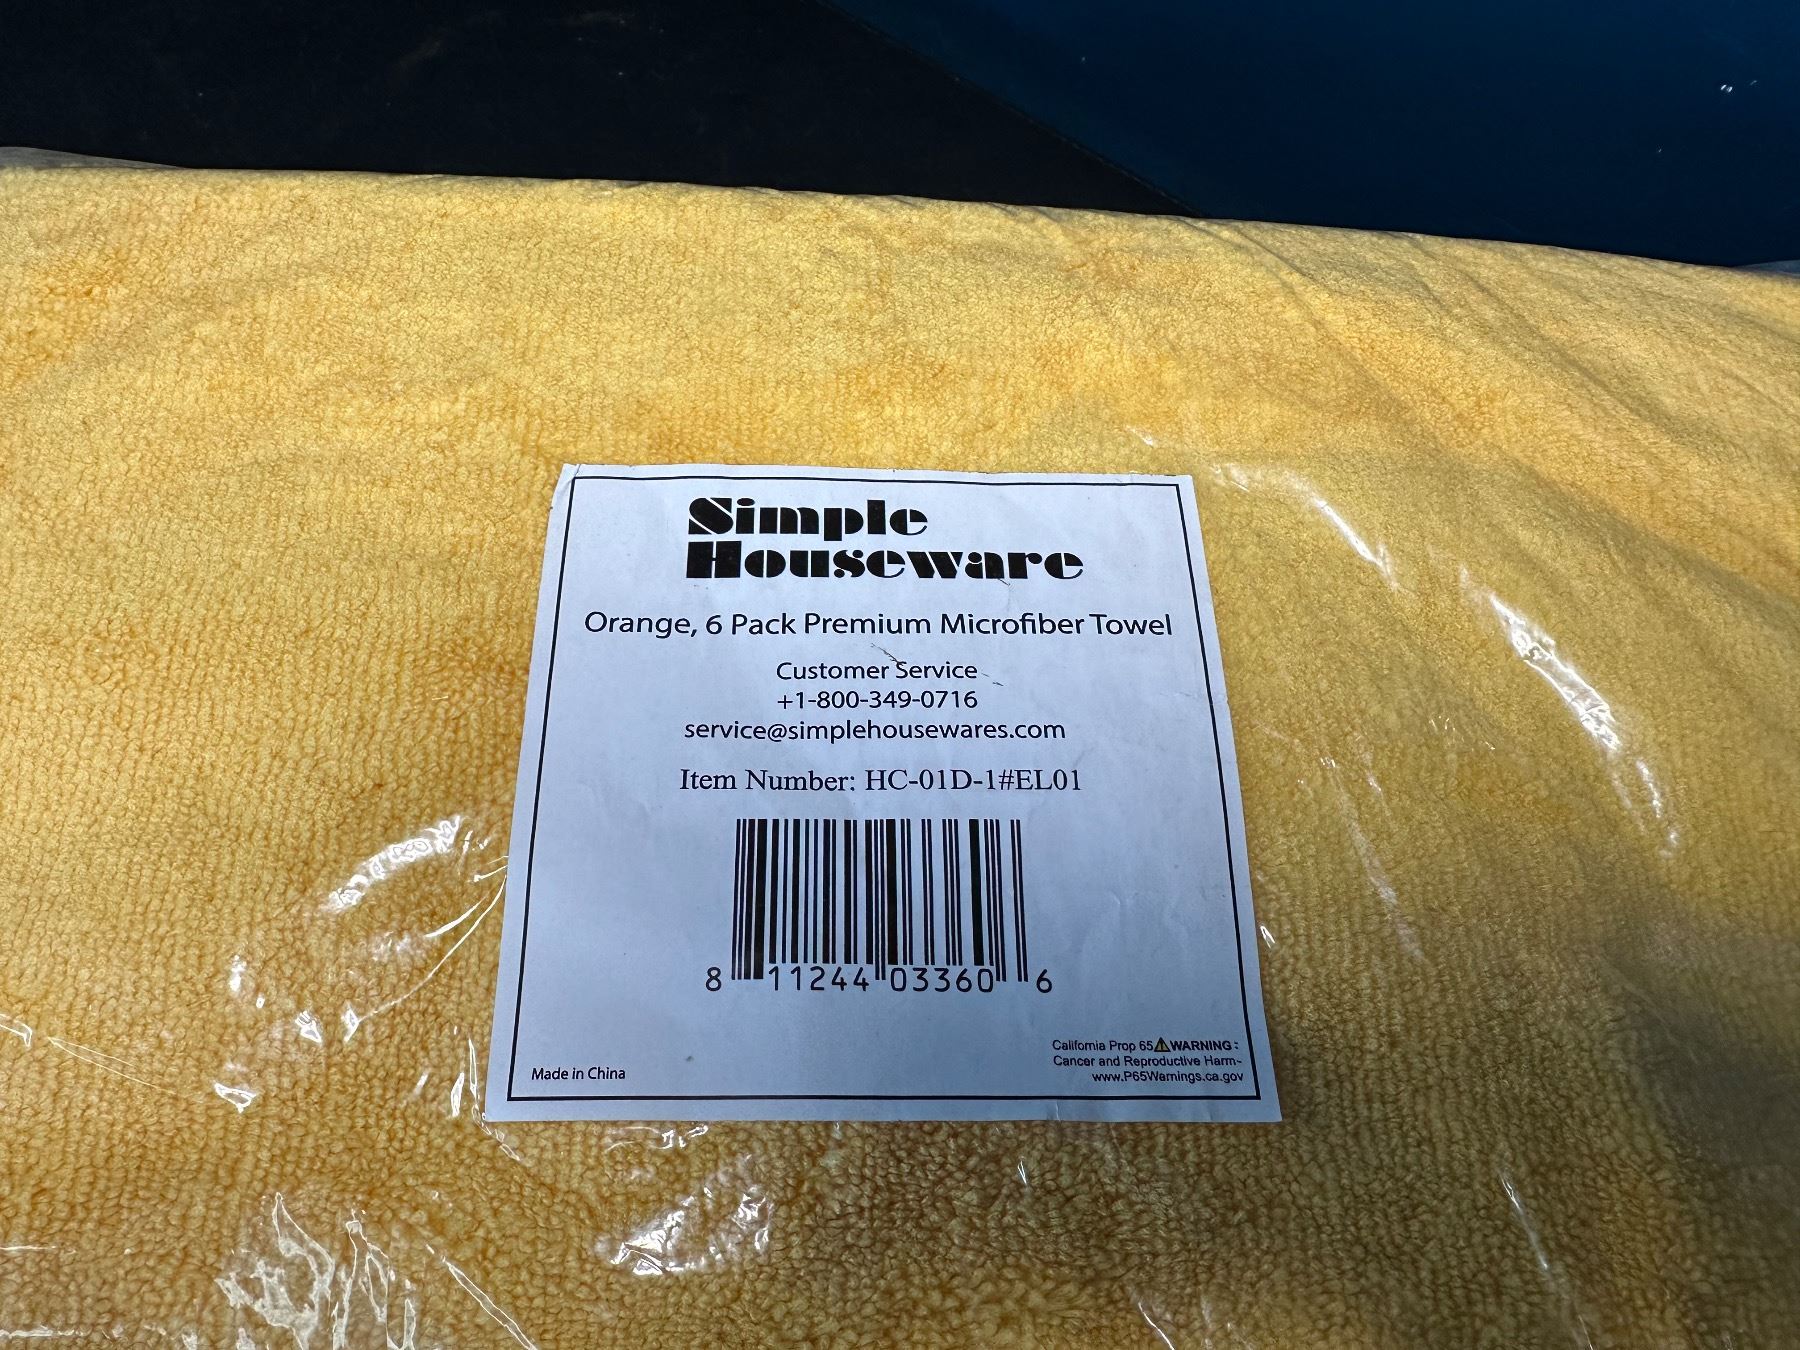 Simple
Houseware
Orange, 6 Pack Premium Microfiber Towel
Customer Service
+1-800-349-0716
service@simplehousewares.com
Item Number: HC-01D-1#EL01
8 11244 03360 6
California Prop 65⚠WARNING:
Cancer and Reproductive Harm-
www.P65Warnings.ca.gov
Made in China